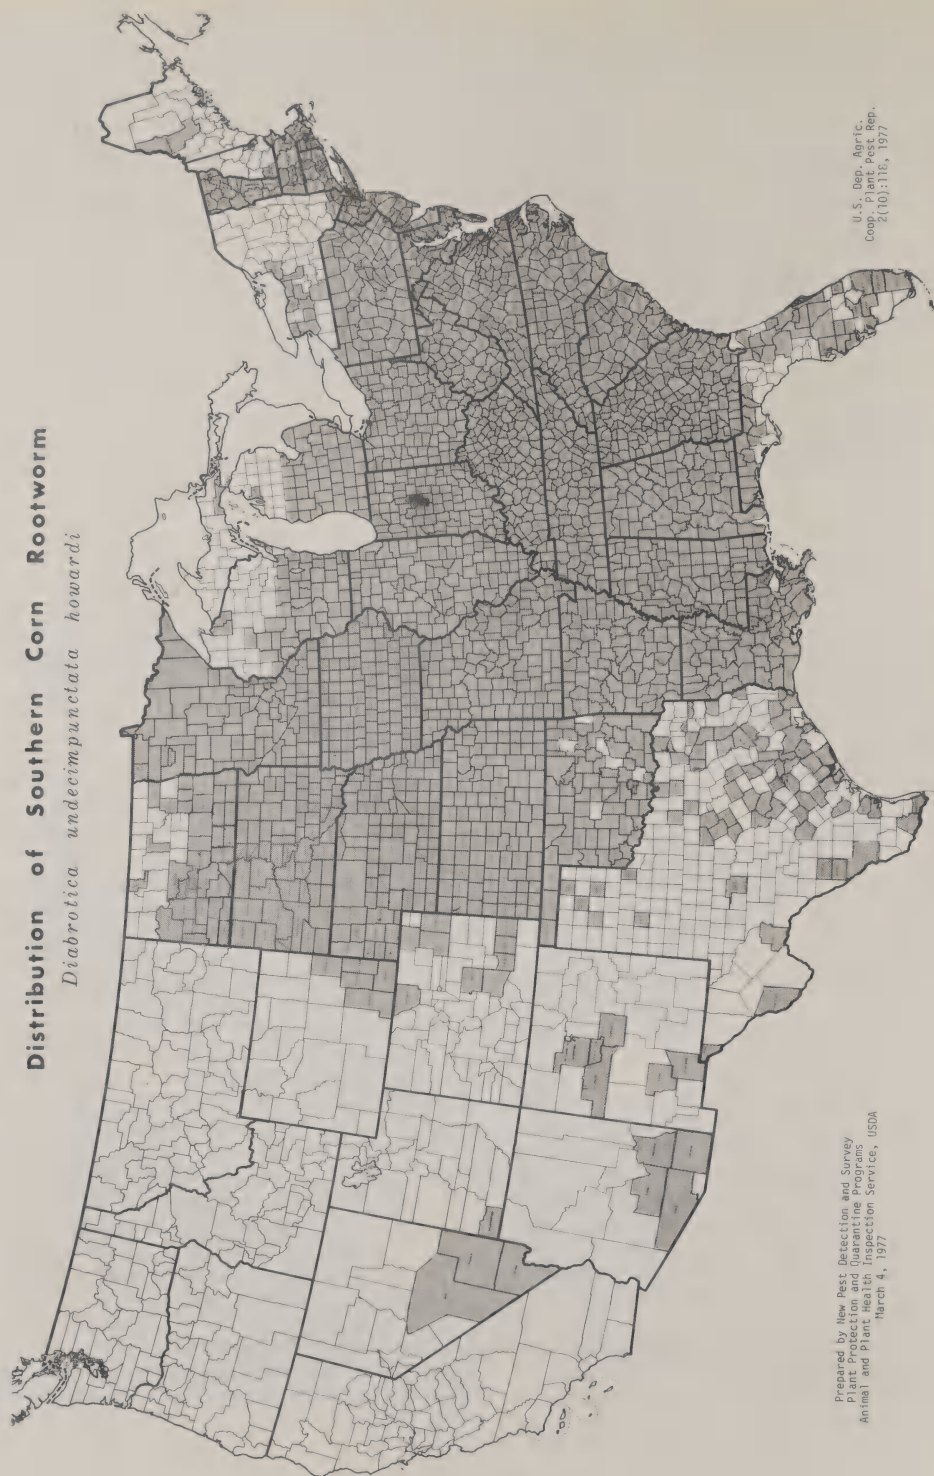 Distribution of Southern Corn Rootworm
Diabrotica undecimpunctata howardi
Prepared by New Pest Detection and Survey
Plant Protection and Quarantine Programs
Animal and Plant Health Inspection Service, USDA
March 4, 1977
U.S. Dep. Agric.
Coop. Plant Pest Rep.
2(10):118, 1977